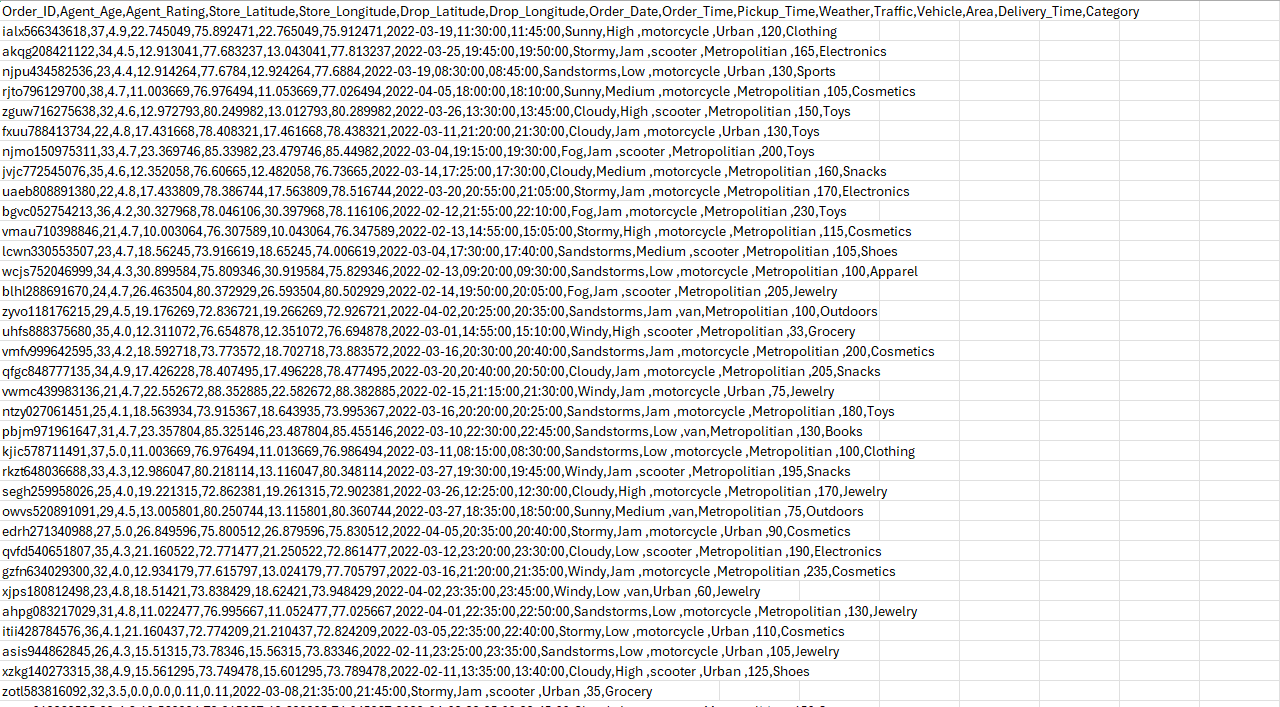 Order_ID,Agent_Age,Agent_Rating,Store_Latitude,Store_Longitude,Drop_Latitude,Drop_Longitude,Order_Date,Order_Time,Pickup_Time,Weather,Traffic,Vehicle,Area,Delivery_Time,Category
ialx566343618,37,4.9,22.745049,75.892471,22.765049,75.912471,2022-03-19,11:30:00,11:45:00,Sunny,High ,motorcycle ,Urban ,120,Clothing
akqg208421122,34,4.5,12.913041,77.683237,13.043041,77.813237,2022-03-25,19:45:00,19:50:00,Stormy,Jam ,scooter ,Metropolitian ,165,Electronics
njpu434582536,23,4.4,12.914264,77.6784,12.924264,77.6884,2022-03-19,08:30:00,08:45:00,Sandstorms,Low ,motorcycle ,Urban ,130,Sports
rjto796129700,38,4.7,11.003669,76.976494,11.053669,77.026494,2022-04-05,18:00:00,18:10:00,Sunny,Medium ,motorcycle ,Metropolitian ,105,Cosmetics
zguw716275638,32,4.6,12.972793,80.249982,13.012793,80.289982,2022-03-26,13:30:00,13:45:00,Cloudy,High ,scooter ,Metropolitian ,150,Toys
fxuu788413734,22,4.8,17.431668,78.408321,17.461668,78.438321,2022-03-11,21:20:00,21:30:00,Cloudy,Jam ,motorcycle ,Urban ,130,Toys
njmo150975311,33,4.7,23.369746,85.33982,23.479746,85.44982,2022-03-04,19:15:00,19:30:00,Fog,Jam ,scooter ,Metropolitian ,200,Toys
jvjc772545076,35,4.6,12.352058,76.60665,12.482058,76.73665,2022-03-14,17:25:00,17:30:00,Cloudy,Medium ,motorcycle ,Metropolitian ,160,Snacks
uaeb808891380,22,4.8,17.433809,78.386744,17.563809,78.516744,2022-03-20,20:55:00,21:05:00,Stormy,Jam ,motorcycle ,Metropolitian ,170,Electronics
bgvc052754213,36,4.2,30.327968,78.046106,30.397968,78.116106,2022-02-12,21:55:00,22:10:00,Fog,Jam ,motorcycle ,Metropolitian ,230,Toys
vmau710398846,21,4.7,10.003064,76.307589,10.043064,76.347589,2022-02-13,14:55:00,15:05:00,Stormy,High ,motorcycle ,Metropolitian ,115,Cosmetics
lcwn330553507,23,4.7,18.56245,73.916619,18.65245,74.006619,2022-03-04,17:30:00,17:40:00,Sandstorms,Medium ,scooter ,Metropolitian ,105,Shoes
wcjs752046999,34,4.3,30.899584,75.809346,30.919584,75.829346,2022-02-13,09:20:00,09:30:00,Sandstorms,Low ,motorcycle ,Metropolitian ,100,Apparel
blhl288691670,24,4.7,26.463504,80.372929,26.593504,80.502929,2022-02-14,19:50:00,20:05:00,Fog,Jam ,scooter ,Metropolitian ,205,Jewelry
zyvo118176215,29,4.5,19.176269,72.836721,19.266269,72.926721,2022-04-02,20:25:00,20:35:00,Sandstorms,Jam ,van,Metropolitian ,100,Outdoors
uhfs888375680,35,4.0,12.311072,76.654878,12.351072,76.694878,2022-03-01,14:55:00,15:10:00,Windy,High ,scooter ,Metropolitian ,33,Grocery
vmfv999642595,33,4.2,18.592718,73.773572,18.702718,73.883572,2022-03-16,20:30:00,20:40:00,Sandstorms,Jam ,motorcycle ,Metropolitian ,200,Cosmetics
qfgc848777135,34,4.9,17.426228,78.407495,17.496228,78.477495,2022-03-20,20:40:00,20:50:00,Cloudy,Jam ,motorcycle ,Metropolitian ,205,Snacks
vwmc439983136,21,4.7,22.552672,88.352885,22.582672,88.382885,2022-02-15,21:15:00,21:30:00,Windy,Jam ,motorcycle ,Urban ,75,Jewelry
ntzy027061451,25,4.1,18.563934,73.915367,18.643935,73.995367,2022-03-16,20:20:00,20:25:00,Sandstorms,Jam ,motorcycle ,Metropolitian ,180,Toys
pbjm971961647,31,4.7,23.357804,85.325146,23.487804,85.455146,2022-03-10,22:30:00,22:45:00,Sandstorms,Low ,van,Metropolitian ,130,Books
kjic578711491,37,5.0,11.003669,76.976494,11.013669,76.986494,2022-03-11,08:15:00,08:30:00,Sandstorms,Low ,motorcycle ,Metropolitian ,100,Clothing
rkzt648036688,33,4.3,12.986047,80.218114,13.116047,80.348114,2022-03-27,19:30:00,19:45:00,Windy,Jam ,scooter ,Metropolitian ,195,Snacks
segh259958026,25,4.0,19.221315,72.862381,19.261315,72.902381,2022-03-26,12:25:00,12:30:00,Cloudy,High ,motorcycle ,Metropolitian ,170,Jewelry
owvs520891091,29,4.5,13.005801,80.250744,13.115801,80.360744,2022-03-27,18:35:00,18:50:00,Sunny,Medium ,van,Metropolitian ,75,Outdoors
edrh271340988,27,5.0,26.849596,75.800512,26.879596,75.830512,2022-04-05,20:35:00,20:40:00,Stormy,Jam ,motorcycle ,Urban ,90,Cosmetics
qvfd540651807,35,4.3,21.160522,72.771477,21.250522,72.861477,2022-03-12,23:20:00,23:30:00,Cloudy,Low ,scooter ,Metropolitian ,190,Electronics
gzfn634029300,32,4.0,12.934179,77.615797,13.024179,77.705797,2022-03-16,21:20:00,21:35:00,Windy,Jam ,motorcycle ,Metropolitian ,235,Cosmetics
xjps180812498,23,4.8,18.51421,73.838429,18.62421,73.948429,2022-04-02,23:35:00,23:45:00,Windy,Low ,van,Urban ,60,Jewelry
ahpg083217029,31,4.8,11.022477,76.995667,11.052477,77.025667,2022-04-01,22:35:00,22:50:00,Sandstorms,Low ,motorcycle ,Metropolitian ,130,Jewelry
itii428784576,36,4.1,21.160437,72.774209,21.210437,72.824209,2022-03-05,22:35:00,22:40:00,Stormy,Low ,motorcycle ,Urban ,110,Cosmetics
asis944862845,26,4.3,15.51315,73.78346,15.56315,73.83346,2022-02-11,23:25:00,23:35:00,Sandstorms,Low ,motorcycle ,Urban ,105,Jewelry
xzkg140273315,38,4.9,15.561295,73.749478,15.601295,73.789478,2022-02-11,13:35:00,13:40:00,Cloudy,High ,scooter ,Urban ,125,Shoes
zotl583816092,32,3.5,0.0,0.0,0.11,0.11,2022-03-08,21:35:00,21:45:00,Stormy,Jam ,scooter ,Urban ,35,Grocery